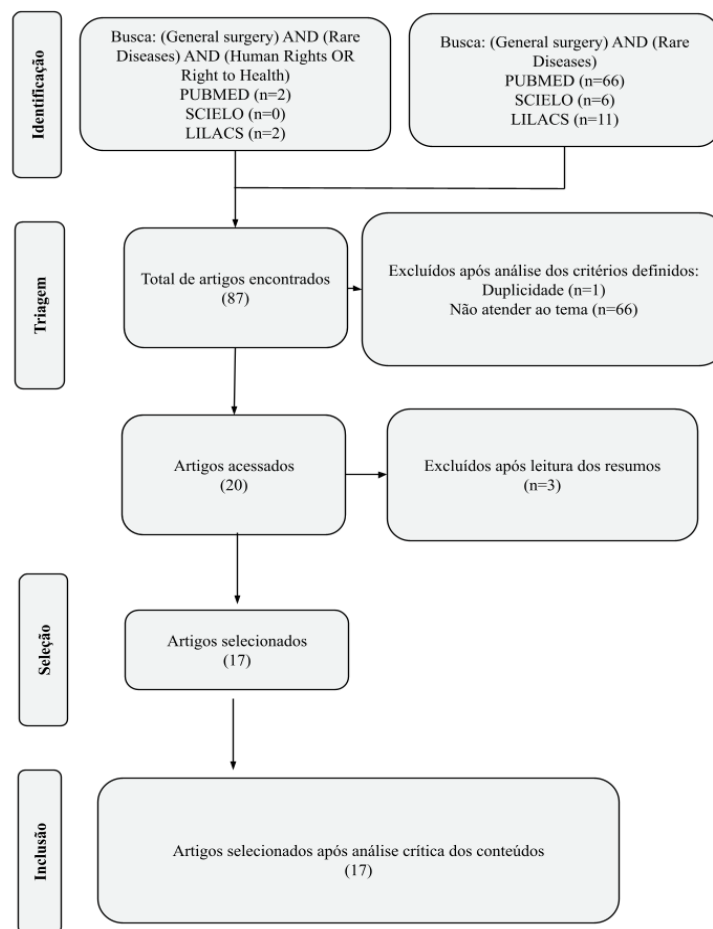 Identificação
Busca: (General surgery) AND (Rare
Diseases) AND (Human Rights OR
Right to Health)
PUBMED (n=2)
SCIELO (n=0)
LILACS (n=2)
Busca: (General surgery) AND (Rare
Diseases)
PUBMED (n=66)
SCIELO (n=6)
LILACS (n=11)
Triagem
Total de artigos encontrados
(87)
Excluídos após análise dos critérios definidos:
Duplicidade (n=1)
Não atender ao tema (n=66)
Artigos acessados
(20)
Excluídos após leitura dos resumos
(n=3)
Seleção
Artigos selecionados
(17)
Inclusão
Artigos selecionados após análise crítica dos conteúdos
(17)